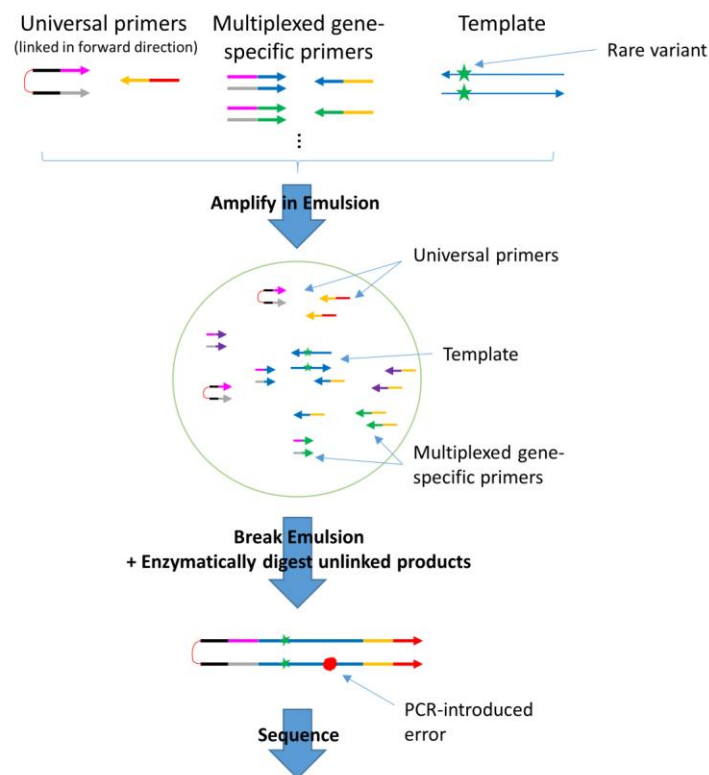 Universal primers
(linked in forward direction)
Multiplexed gene-
specific primers
Template
Rare variant
...
Amplify in Emulsion
Universal primers
Template
Multiplexed gene-
specific primers
Break Emulsion
+ Enzymatically digest unlinked products
PCR-introduced
error
Sequence